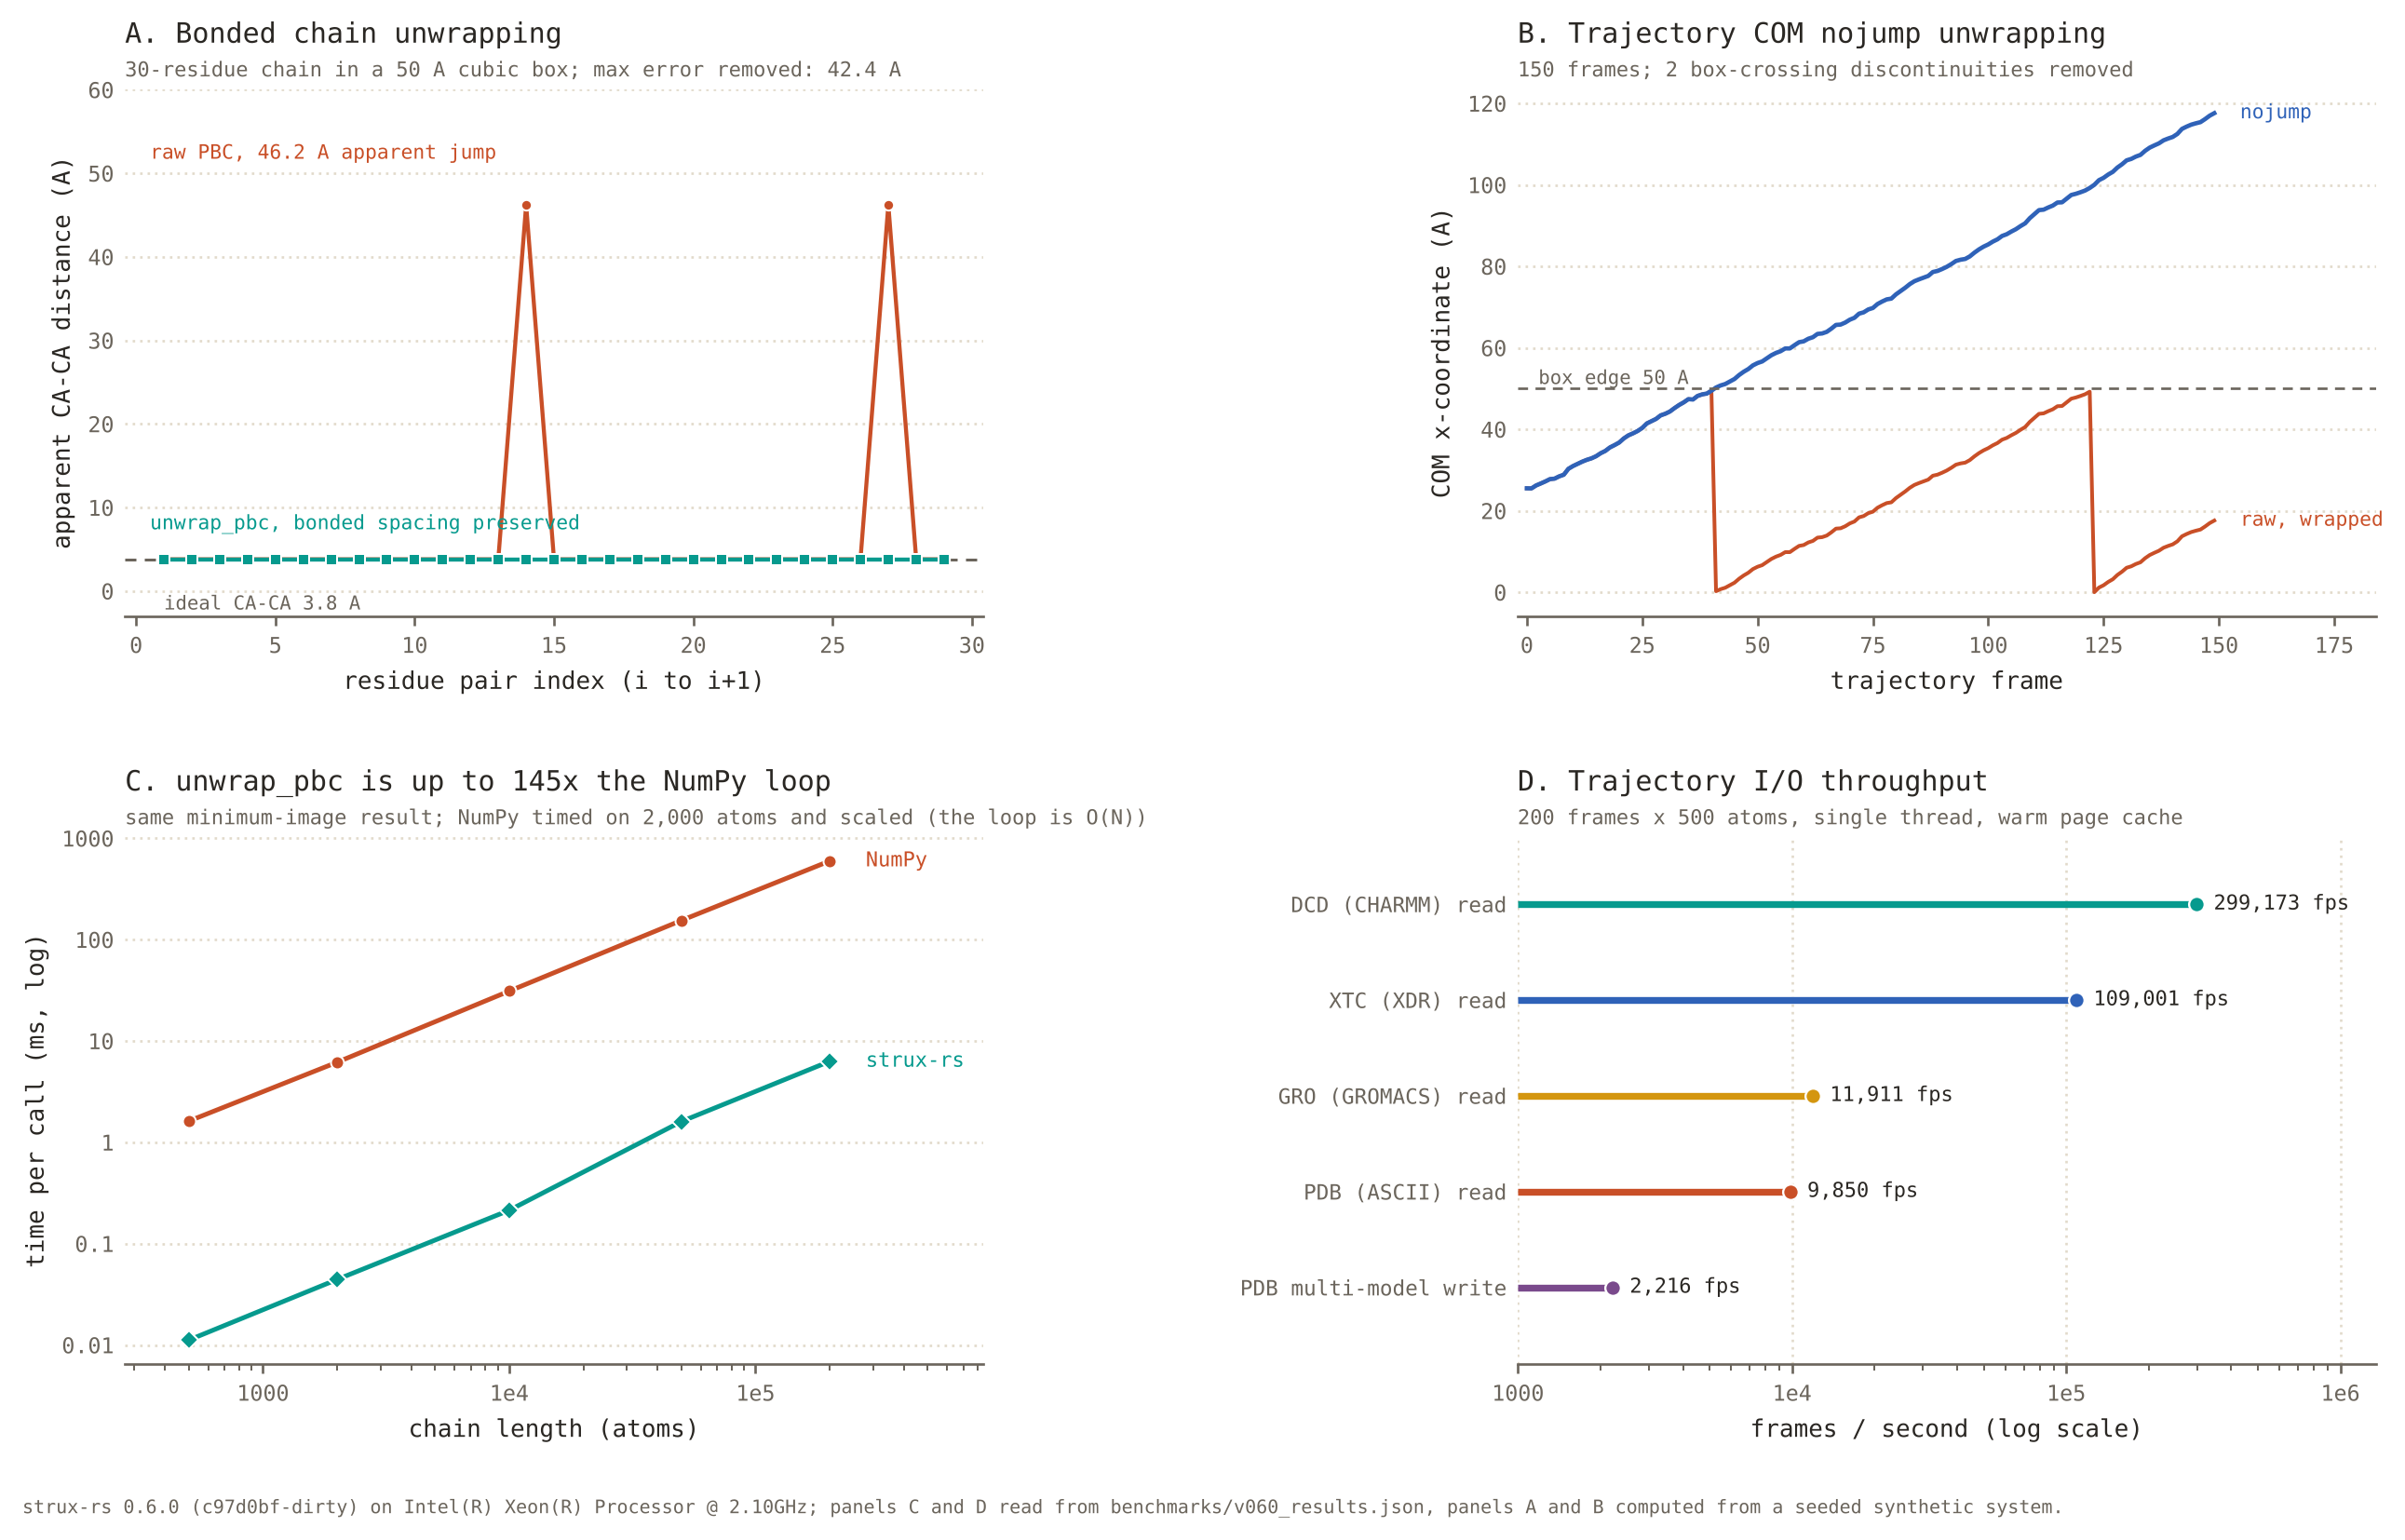 A. Bonded chain unwrapping
30-residue chain in a 50 A cubic box; max error removed: 42.4 A
60
50
40
30
20
10
0
apparent CA-CA distance (A)
raw PBC, 46.2 A apparent jump
unwrap_pbc, bonded spacing preserved
ideal CA-CA 3.8 A
0 5 10 15 20 25 30
residue pair index (i to i+1)
B. Trajectory COM nojump unwrapping
150 frames; 2 box-crossing discontinuities removed
120
100
80
60
40
20
0
COM x-coordinate (A)
nojump
box edge 50 A
raw, wrapped
0 25 50 75 100 125 150 175
trajectory frame
C. unwrap_pbc is up to 145x the NumPy loop
same minimum-image result; NumPy timed on 2,000 atoms and scaled (the loop is O(N))
1000
100
10
1
0.1
0.01
time per call (ms, log)
NumPy
strux-rs
1000 1e4 1e5
chain length (atoms)
D. Trajectory I/O throughput
200 frames x 500 atoms, single thread, warm page cache
DCD (CHARMM) read 299,173 fps
XTC (XDR) read 109,001 fps
GRO (GROMACS) read 11,911 fps
PDB (ASCII) read 9,850 fps
PDB multi-model write 2,216 fps
1000 1e4 1e5 1e6
frames / second (log scale)
strux-rs 0.6.0 (c97d0bf-dirty) on Intel(R) Xeon(R) Processor @ 2.10GHz; panels C and D read from benchmarks/v060_results.json, panels A and B computed from a seeded synthetic system.